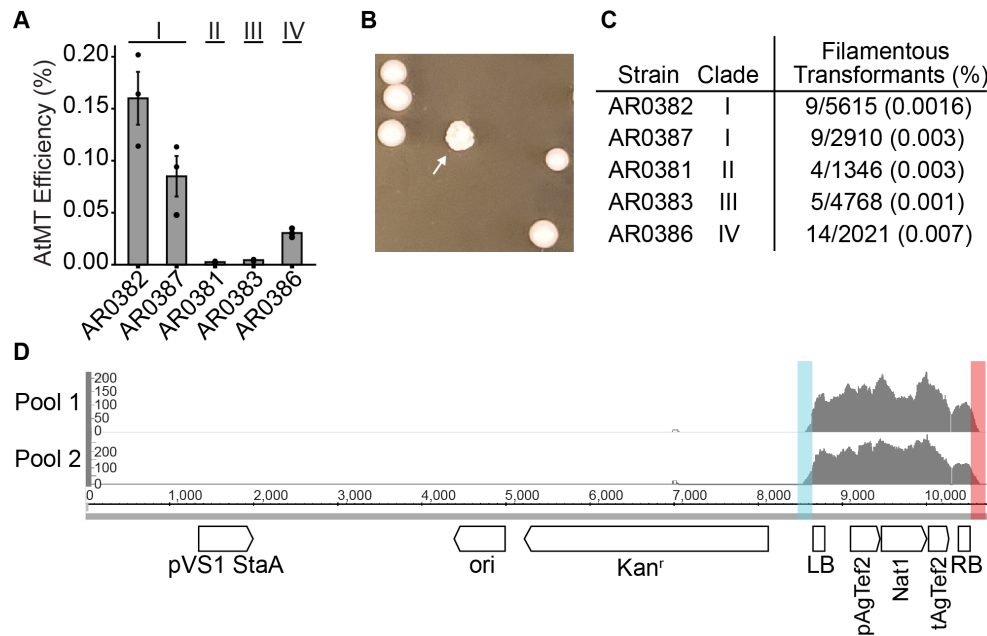 A
I II III IV
AtMT Efficiency (%)
0.20
0.15
0.10
0.05
0.00
AR0382
AR0387
AR0381
AR0383
AR0386
B
C
Filamentous
Strain Clade Transformants (%)
AR0382 I 9/5615 (0.0016)
AR0387 I 9/2910 (0.003)
AR0381 II 4/1346 (0.003)
AR0383 III 5/4768 (0.001)
AR0386 IV 14/2021 (0.007)
D
Pool 1
200
150
100
50
0
Pool 2
200
100
0
0 1,000 2,000 3,000 4,000 5,000 6,000 7,000 8,000 9,000 10,000
pVS1 StaA
ori
Kanʳ
LB
pAgTef2
Nat1
tAgTef2
RB